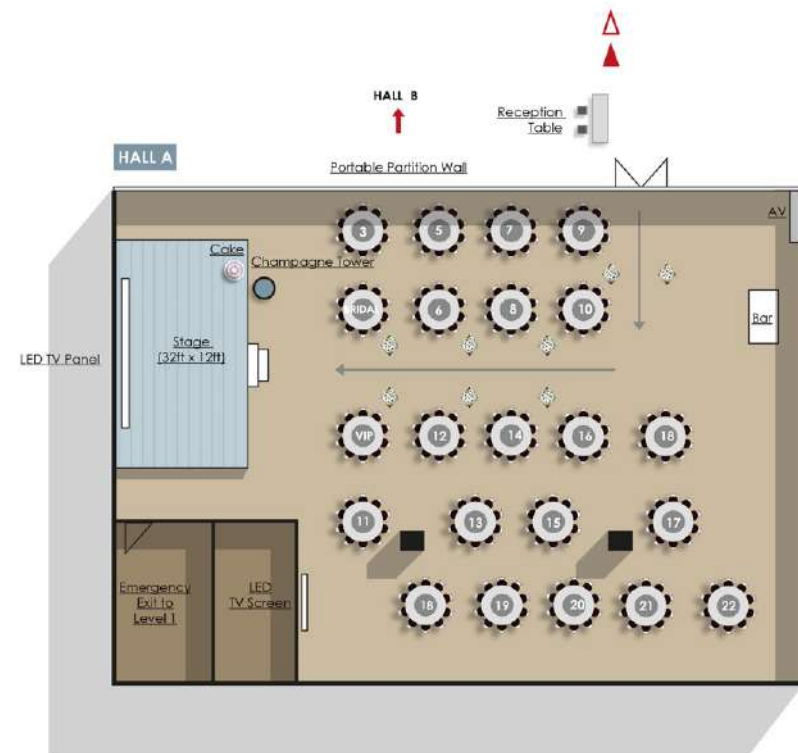 HALL B
Reception
Table
HALL A
Portable Partition Wall
AV
3
5
7
9
Cake
Champagne Tower
BRIDAL
6
8
10
Bar
Stage
(32ft x 12ft)
LED TV Panel
VIP
12
14
16
18
11
13
15
17
Emergency
Exit to
Level 1
LED
TV Screen
18
19
20
21
22